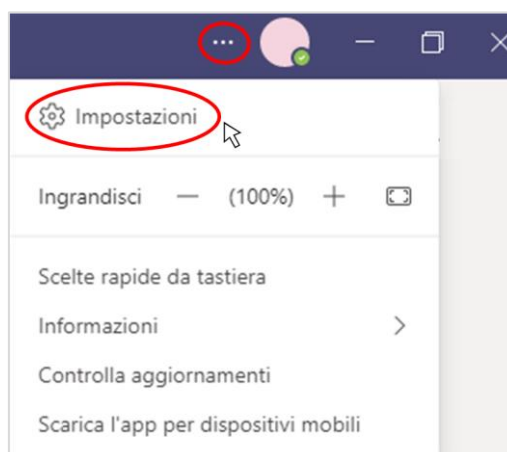 Impostazioni
Ingrandisci — (100%) +
Scelte rapide da tastiera
Informazioni
Controlla aggiornamenti
Scarica l'app per dispositivi mobili